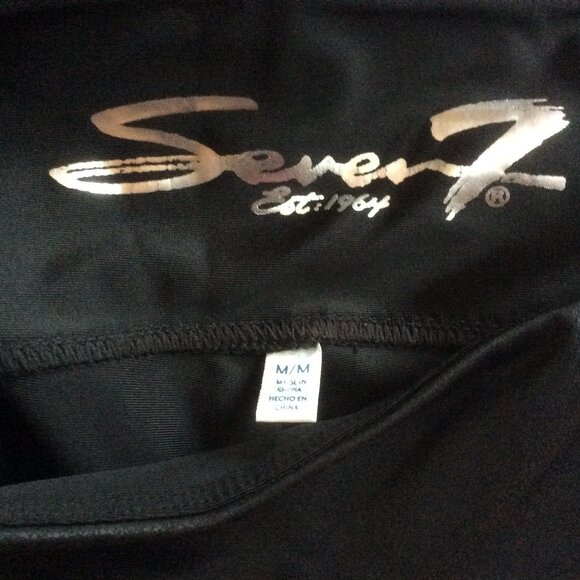 Seven7®
Est: 1964
M/M
MADE IN
CHINA
HECHO EN
CHINA